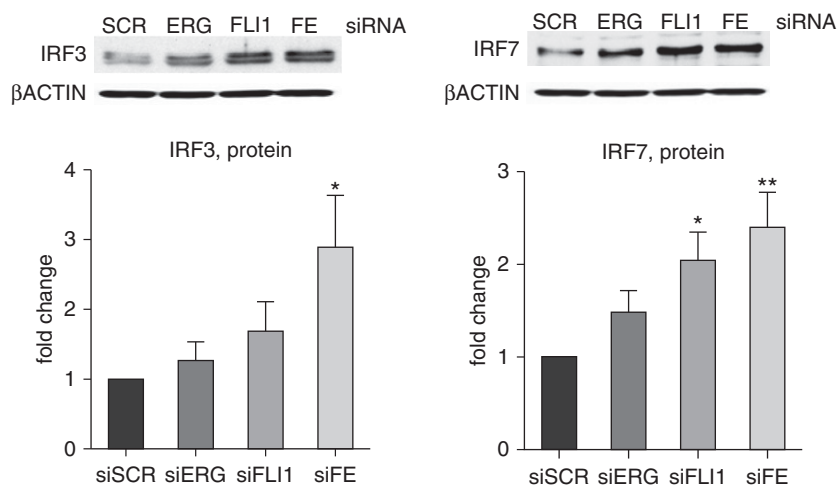 SCR ERG FLI1 FE siRNA
IRF3
βACTIN
IRF3, protein
fold change
4
3
2
1
0
*
siSCR siERG siFLI1 siFE
SCR ERG FLI1 FE siRNA
IRF7
βACTIN
IRF7, protein
fold change
3
2
1
0
*
**
siSCR siERG siFLI1 siFE